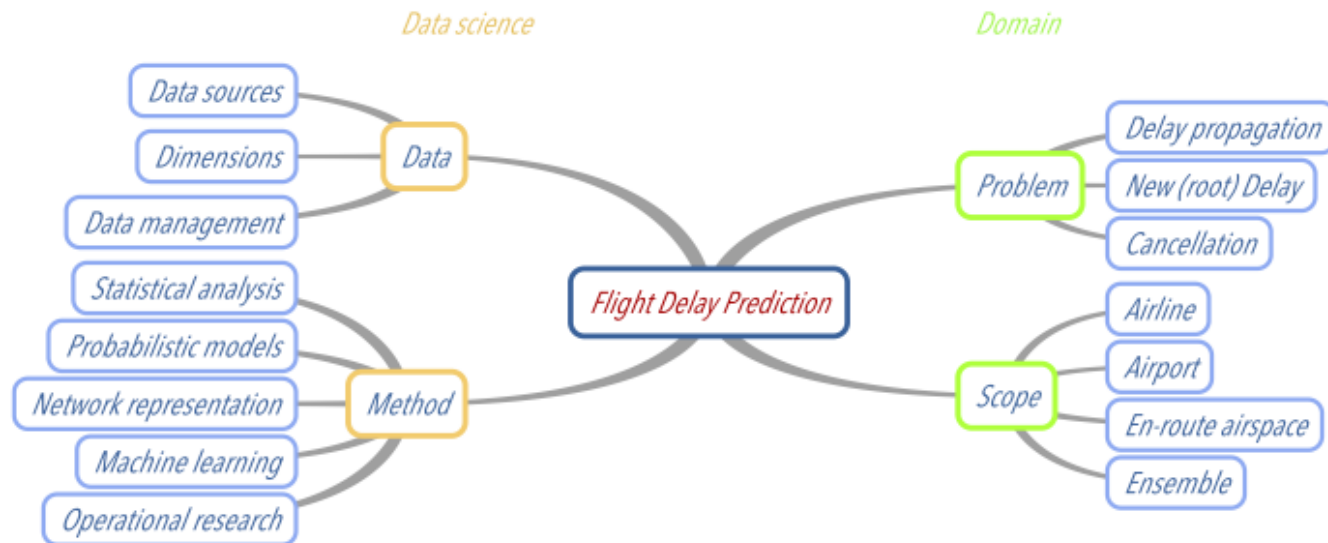 Data science
Domain
Data sources
Dimensions
Data management
Data
Statistical analysis
Probabilistic models
Network representation
Machine learning
Operational research
Method
Flight Delay Prediction
Problem
Delay propagation
New (root) Delay
Cancellation
Scope
Airline
Airport
En-route airspace
Ensemble